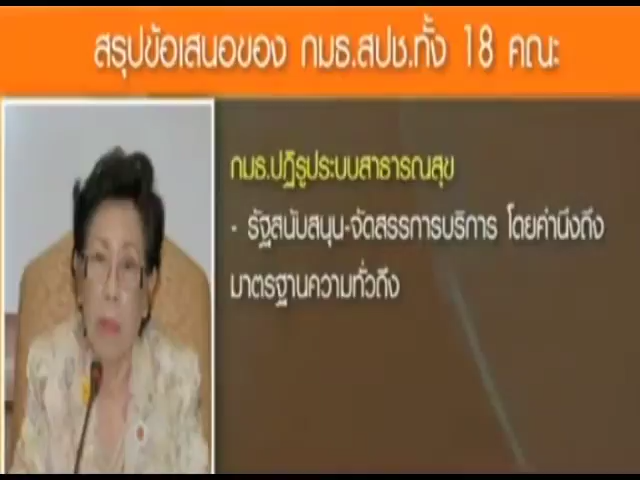 สรุปข้อเสนอของ กมธ.สปช.ทั้ง 18 คณะ
กมธ.ปฏิรูประบบสาธารณสุข
- รัฐสนับสนุน-จัดสรรการบริการ โดยคำนึงถึง
มาตรฐานความทั่วถึง